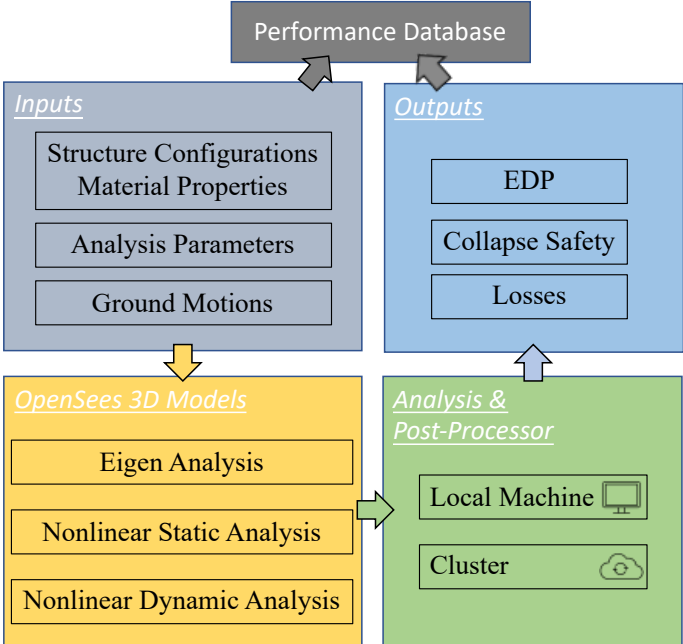 Performance Database
Inputs
Structure Configurations
Material Properties
Analysis Parameters
Ground Motions
Outputs
EDP
Collapse Safety
Losses
OpenSees 3D Models
Eigen Analysis
Nonlinear Static Analysis
Nonlinear Dynamic Analysis
Analysis &
Post-Processor
Local Machine
Cluster